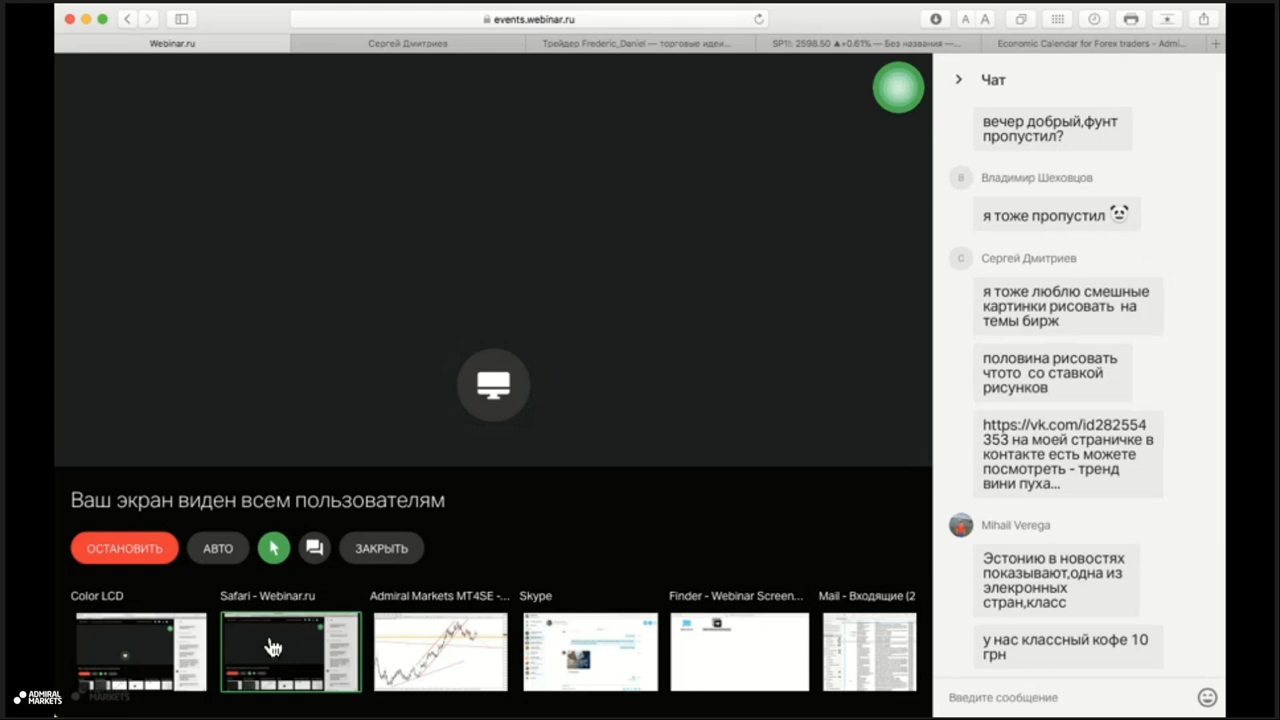 events.webinar.ru
A A
Webinar.ru
Сергей Дмитриев
Трейдер Frederic_Daniel — торговые идеи...
SP1!: 2598.50 ▲+0.61% — Без названия —...
Economic Calendar for Forex traders - Admi...
Чат
вечер добрый,фунт
пропустил?
В
Владимир Шеховцов
я тоже пропустил
С
Сергей Дмитриев
я тоже люблю смешные
картинки рисовать на
темы бирж
половина рисовать
чтото со ставкой
рисунков
https://vk.com/id282554
353 на моей страничке в
контакте есть можете
посмотреть - тренд
вини пуха...
Mihail Verega
Эстонию в новостях
показывают,одна из
элекронных
стран,класс
у нас классный кофе 10
грн
Введите сообщение
Ваш экран виден всем пользователям
ОСТАНОВИТЬ
АВТО
ЗАКРЫТЬ
Color LCD
Safari - Webinar.ru
Admiral Markets MT4SE -...
Skype
Finder - Webinar Screen...
Mail - Входящие (2
ADMIRAL
MARKETS